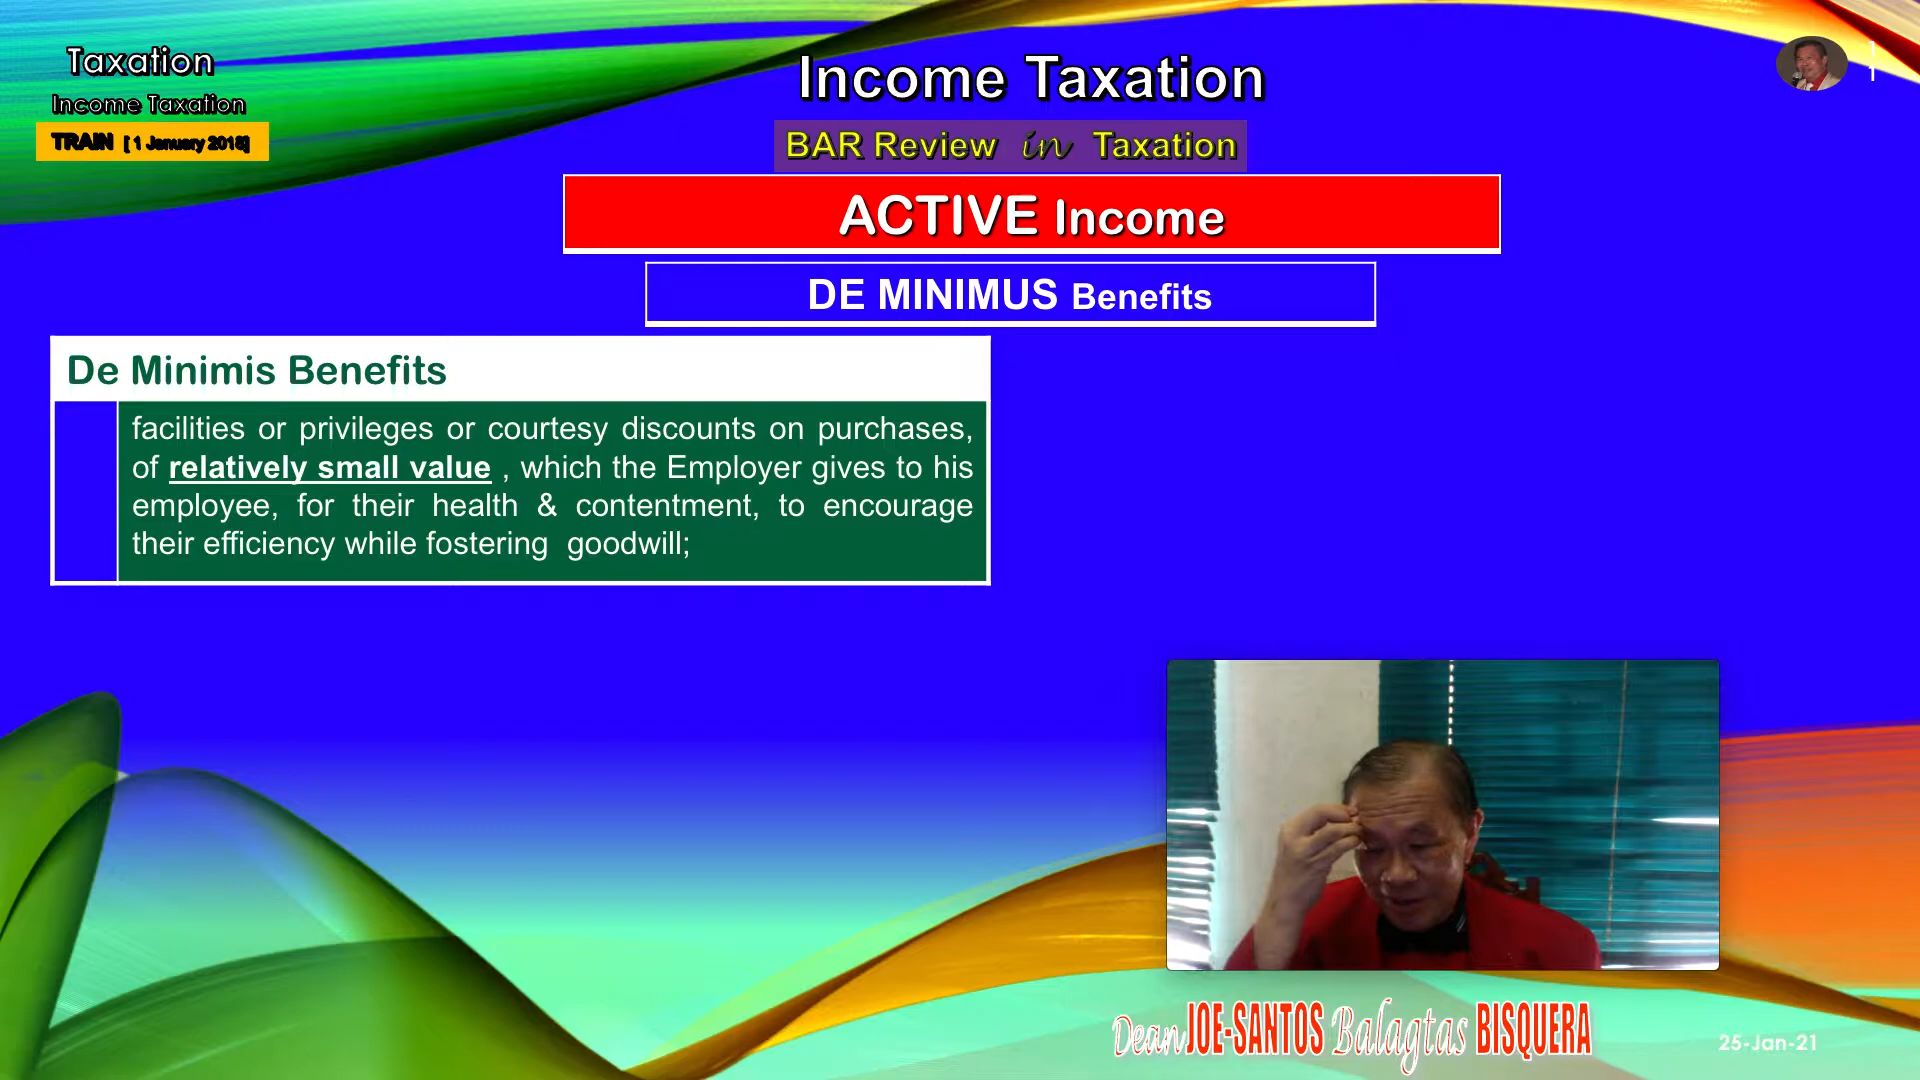 Taxation
Income Taxation
TRAIN [ 1 January 2018]
Income Taxation
BAR Review in Taxation
1
1
ACTIVE Income
DE MINIMUS Benefits
De Minimis Benefits
facilities or privileges or courtesy discounts on purchases,
of relatively small value , which the Employer gives to his
employee, for their health & contentment, to encourage
their efficiency while fostering goodwill;
Dean JOE-SANTOS Balagtas BISQUERA
25-Jan-21